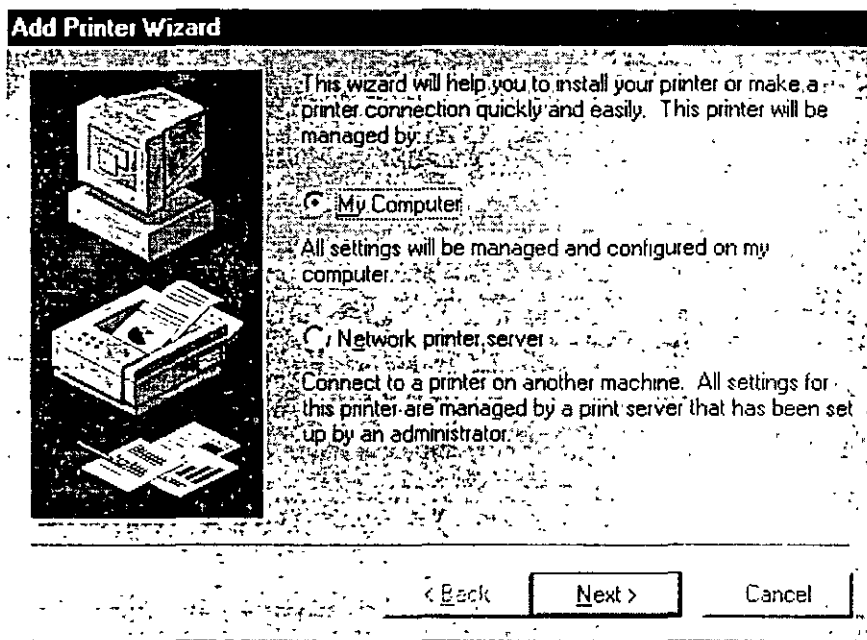 Add Printer Wizard
This wizard will help you to install your printer or make a
printer connection quickly and easily. This printer will be
managed by:
My Computer
All settings will be managed and configured on my
computer.
Network printer server
Connect to a printer on another machine. All settings for
this printer are managed by a print server that has been set
up by an administrator.
< Back Next > Cancel